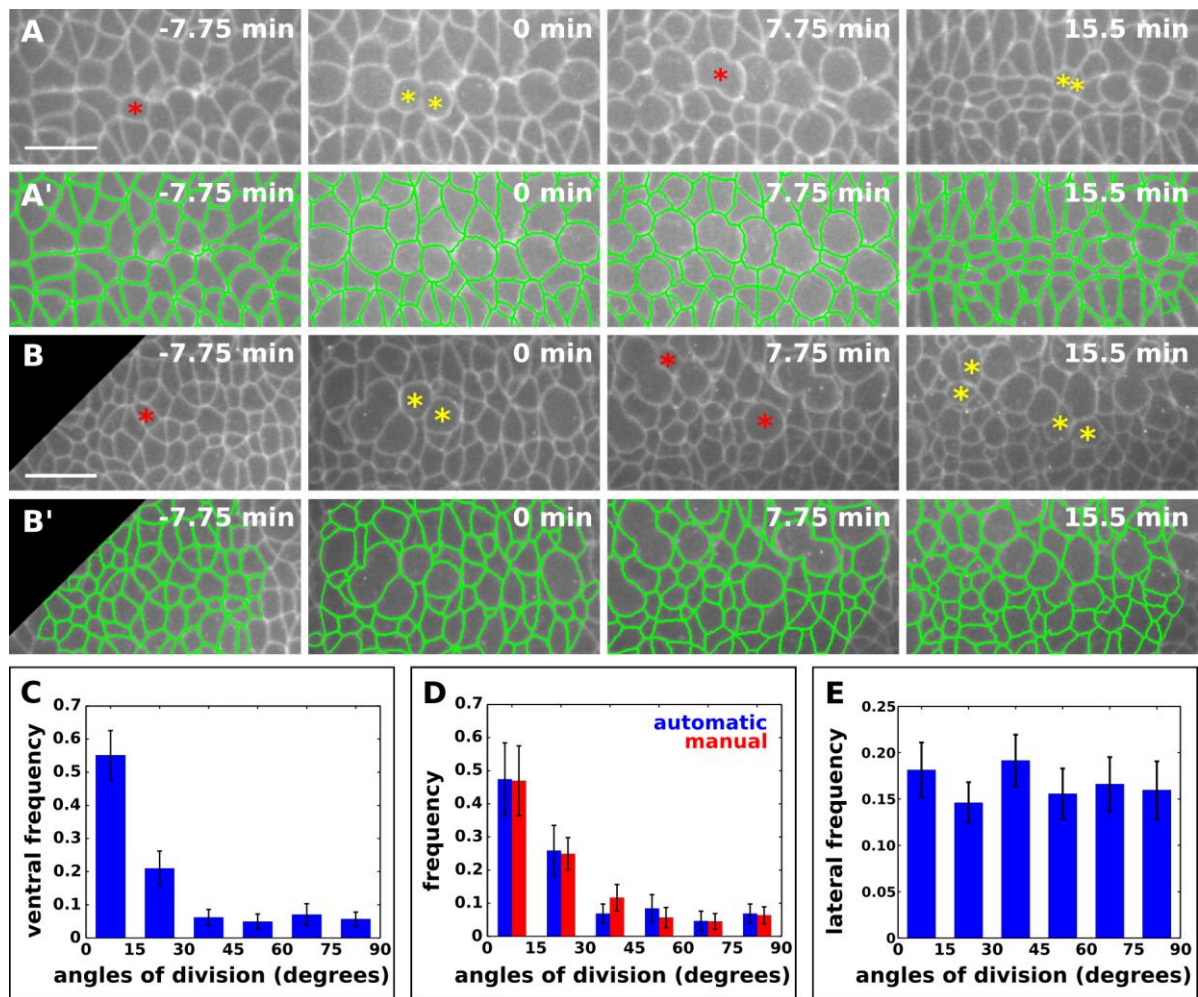 A
-7.75 min
0 min
7.75 min
15.5 min
*
* *
*
* *
A'
-7.75 min
0 min
7.75 min
15.5 min
B
-7.75 min
0 min
7.75 min
15.5 min
*
* *
* *
* * * *
B'
-7.75 min
0 min
7.75 min
15.5 min
C
ventral frequency
0.7
0.6
0.5
0.4
0.3
0.2
0.1
0
0 15 30 45 60 75 90
angles of division (degrees)
D
automatic
manual
frequency
0.7
0.6
0.5
0.4
0.3
0.2
0.1
0
0 15 30 45 60 75 90
angles of division (degrees)
E
lateral frequency
0.25
0.20
0.15
0.10
0.05
0
0 15 30 45 60 75 90
angles of division (degrees)